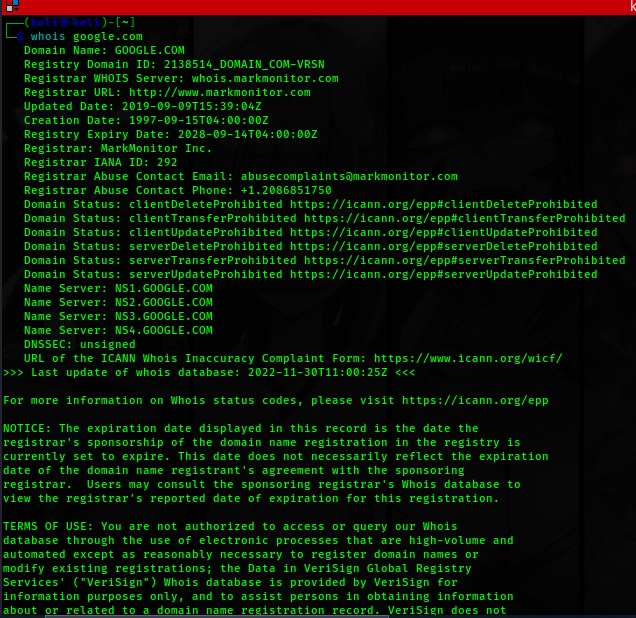 ┌──(kali㉿kali)-[~]
└─$ whois google.com
   Domain Name: GOOGLE.COM
   Registry Domain ID: 2138514_DOMAIN_COM-VRSN
   Registrar WHOIS Server: whois.markmonitor.com
   Registrar URL: http://www.markmonitor.com
   Updated Date: 2019-09-09T15:39:04Z
   Creation Date: 1997-09-15T04:00:00Z
   Registry Expiry Date: 2028-09-14T04:00:00Z
   Registrar: MarkMonitor Inc.
   Registrar IANA ID: 292
   Registrar Abuse Contact Email: abusecomplaints@markmonitor.com
   Registrar Abuse Contact Phone: +1.2086851750
   Domain Status: clientDeleteProhibited https://icann.org/epp#clientDeleteProhibited
   Domain Status: clientTransferProhibited https://icann.org/epp#clientTransferProhibited
   Domain Status: clientUpdateProhibited https://icann.org/epp#clientUpdateProhibited
   Domain Status: serverDeleteProhibited https://icann.org/epp#serverDeleteProhibited
   Domain Status: serverTransferProhibited https://icann.org/epp#serverTransferProhibited
   Domain Status: serverUpdateProhibited https://icann.org/epp#serverUpdateProhibited
   Name Server: NS1.GOOGLE.COM
   Name Server: NS2.GOOGLE.COM
   Name Server: NS3.GOOGLE.COM
   Name Server: NS4.GOOGLE.COM
   DNSSEC: unsigned
   URL of the ICANN Whois Inaccuracy Complaint Form: https://www.icann.org/wicf/
>>> Last update of whois database: 2022-11-30T11:00:25Z <<<
For more information on Whois status codes, please visit https://icann.org/epp
NOTICE: The expiration date displayed in this record is the date the
registrar's sponsorship of the domain name registration in the registry is
currently set to expire. This date does not necessarily reflect the expiration
date of the domain name registrant's agreement with the sponsoring
registrar.  Users may consult the sponsoring registrar's Whois database to
view the registrar's reported date of expiration for this registration.
TERMS OF USE: You are not authorized to access or query our Whois
database through the use of electronic processes that are high-volume and
automated except as reasonably necessary to register domain names or
modify existing registrations; the Data in VeriSign Global Registry
Services' ("VeriSign") Whois database is provided by VeriSign for
information purposes only, and to assist persons in obtaining information
about or related to a domain name registration record. VeriSign does not